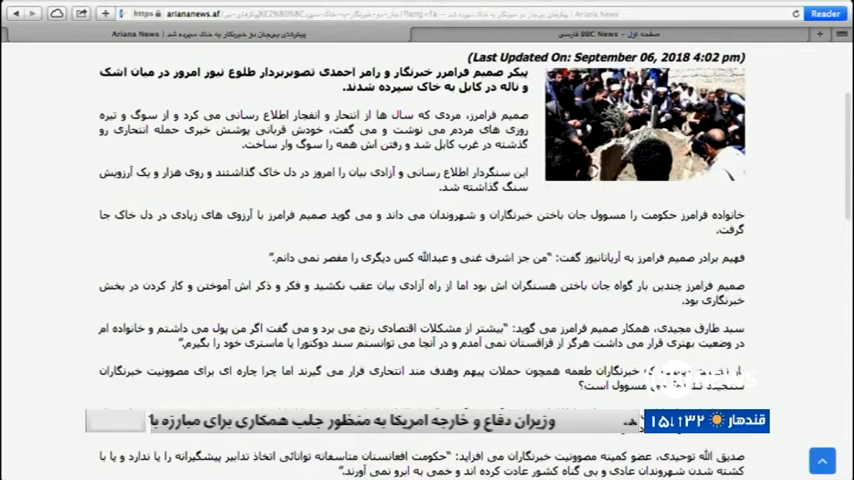 https ariananews.af
Reader
پیکرهای بی‌جان دو خبرنگار به خاک سپرده شد | Ariana News
صفحه اول - BBC News فارسی
(Last Updated On: September 06, 2018 4:02 pm)
پیکر صمیم فرامرز خبرنگار و رامز احمدی تصویربردار طلوع نیوز امروز در میان اشک
و ناله در کابل به خاک سپرده شدند.
صمیم فرامرز، مردی که سال ها از انتحار و انفجار اطلاع رسانی می کرد و از سوگ و تیره
روزی های مردم می نوشت و می گفت، خودش قربانی پوشش خبری حمله انتحاری رو
گذشته در غرب کابل شد و رفتن اش همه را سوگ وار ساخت.
این سنگردار اطلاع رسانی و آزادی بیان را امروز در دل خاک گذاشتند و روی هزار و یک آرزویش
سنگ گذاشته شد.
خانواده فرامرز حکومت را مسوول جان باختن خبرنگاران و شهروندان می داند و می گوید صمیم فرامرز با آرزوی های زیادی در دل خاک جا
گرفت.
فهیم برادر صمیم فرامرز به آریانانیوز گفت: “من جز اشرف غنی و عبدالله کس دیگری را مقصر نمی دانم.”
صمیم فرامرز چندین بار گواه جان باختن هسنگران اش بود اما از راه آزادی بیان عقب نکشید و فکر و ذکر اش آموختن و کار کردن در بخش
خبرنگاری بود.
سید طارق مجیدی، همکار صمیم فرامرز می گوید: “بیشتر از مشکلات اقتصادی رنج می برد و می گفت اگر من پول می داشتم و خانواده ام
در وضعیت بهتری قرار می داشت هرگز از قزاقستان نمی آمدم و در آنجا می توانستم سند دوکتورا یا ماستری خود را بگیرم.”
خبرنگاران طعمه همچون حملات پیهم وهدف مند انتحاری قرار می گیرند اما چرا چاره ای برای مصوونیت خبرنگاران
مسوول است؟
وزیران دفاع و خارجه امریکا به منظور جلب همکاری برای مبارزه با
قندهار ۱۵:۱۱:۳۲
صدیق الله توحیدی، عضو کمیته مصوونیت خبرنگاران می افزاید: “حکومت افغانستان متاسفانه توانائی اتخاذ تدابیر پیشگیرانه را یا ندارد و یا با
کشته شدن شهروندان عادی و بی گناه کشور عادت کرده اند و خمی به ابرو نمی آورند.”